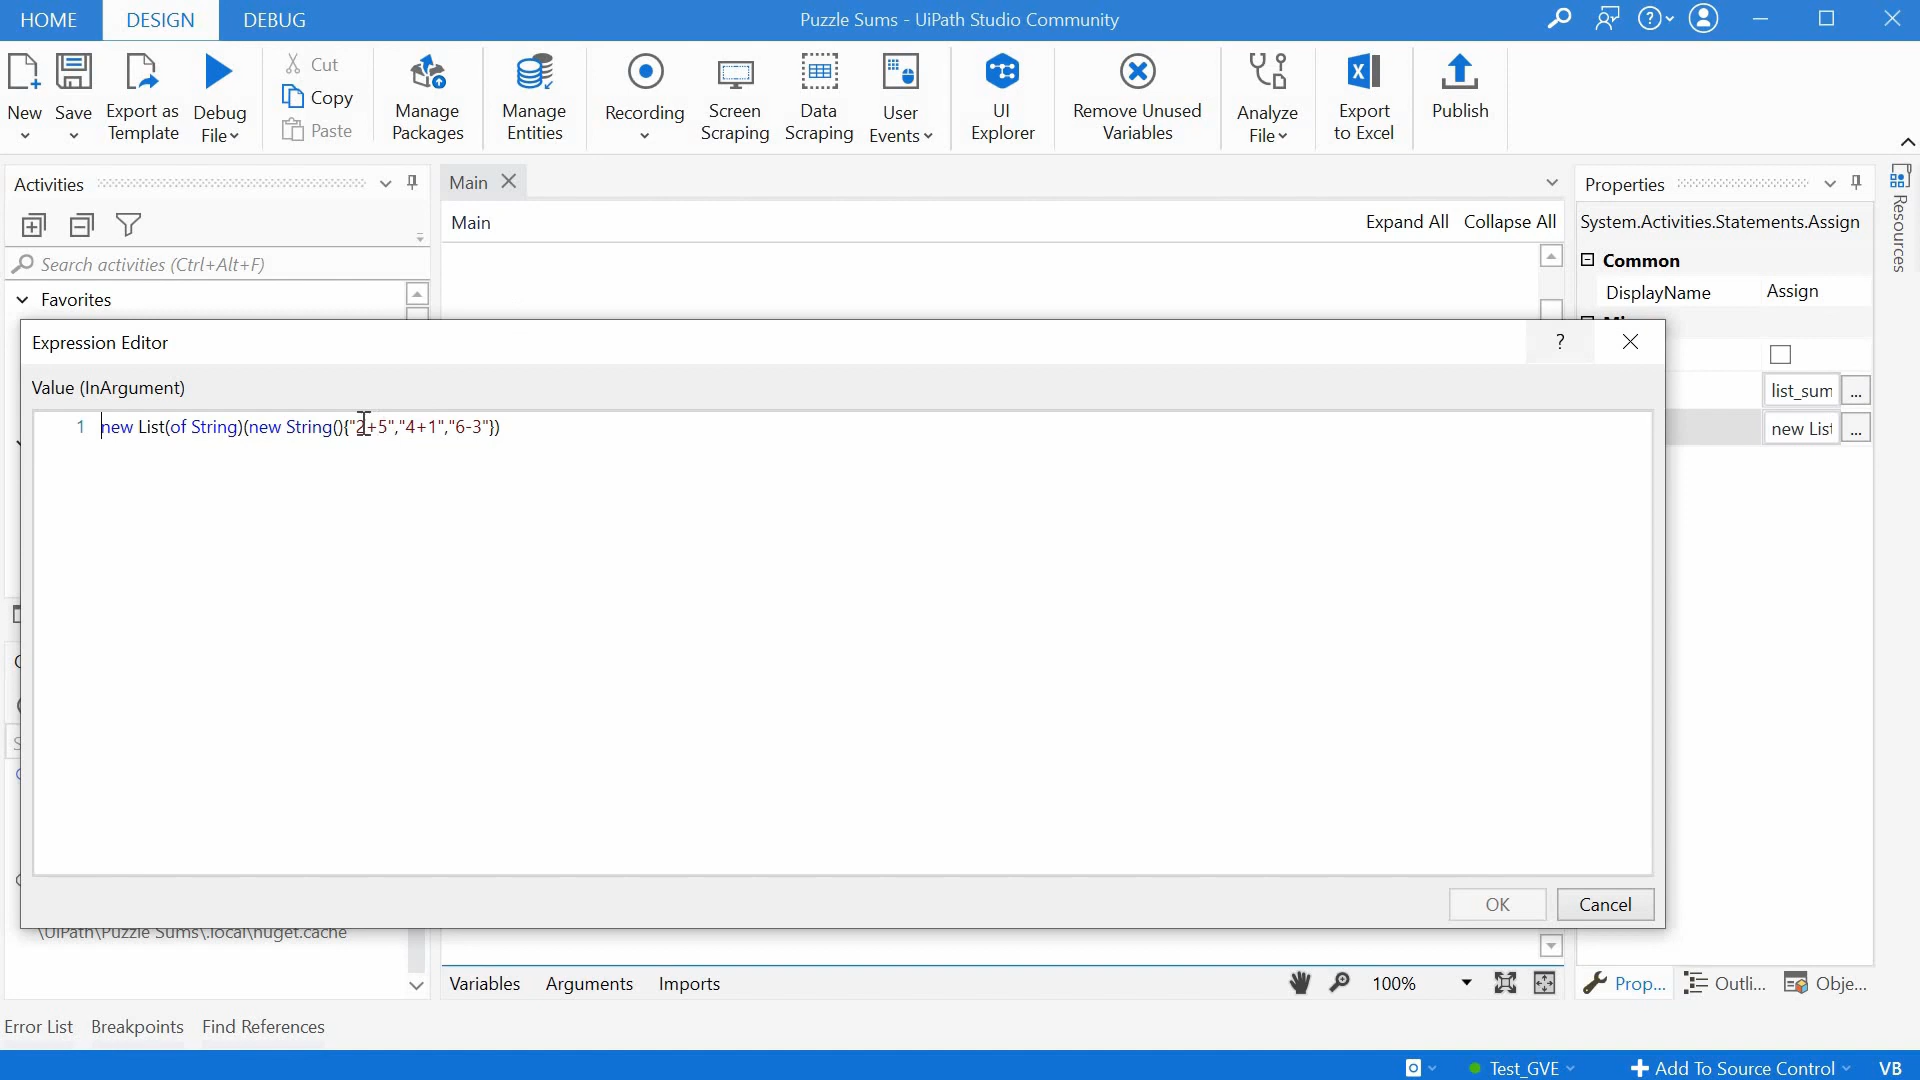 HOME DESIGN DEBUG Puzzle Sums - UiPath Studio Community
New Save Export as Template Debug File Cut Copy Paste Manage Packages Manage Entities Recording Screen Scraping Data Scraping User Events UI Explorer Remove Unused Variables Analyze File Export to Excel Publish
Activities Main Properties
Main Expand All Collapse All System.Activities.Statements.Assign
Resources
Search activities (Ctrl+Alt+F) Common
Favorites DisplayName Assign
Expression Editor ?
Value (InArgument)
list_sum ...
1 new List(of String)(new String(){"2+5","4+1","6-3"}) new List ...
OK Cancel
\UiPath\Puzzle Sums\.local\nuget.cache
Variables Arguments Imports 100% Prop... Outli... Obje...
Error List Breakpoints Find References
Test_GVE Add To Source Control VB